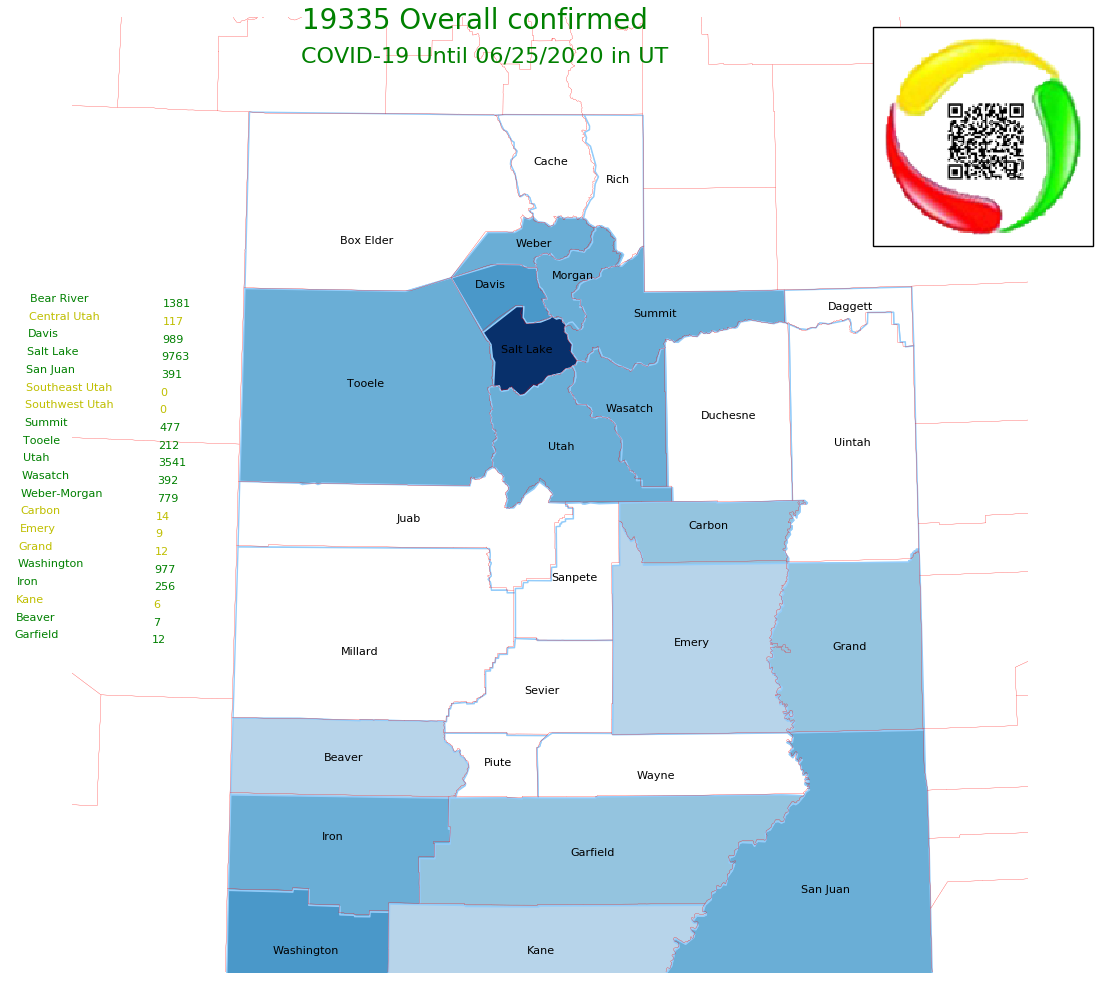 19335 Overall confirmed
COVID-19 Until 06/25/2020 in UT
Cache
Rich
Box Elder
Weber
Morgan
Davis
Summit
Daggett
Salt Lake
Tooele
Wasatch
Duchesne
Uintah
Utah
Juab
Carbon
Sanpete
Emery
Grand
Millard
Sevier
Beaver
Piute
Wayne
Iron
Garfield
San Juan
Washington
Kane
Bear River 1381
Central Utah 117
Davis 989
Salt Lake 9763
San Juan 391
Southeast Utah 0
Southwest Utah 0
Summit 477
Tooele 212
Utah 3541
Wasatch 392
Weber-Morgan 779
Carbon 14
Emery 9
Grand 12
Washington 977
Iron 256
Kane 6
Beaver 7
Garfield 12